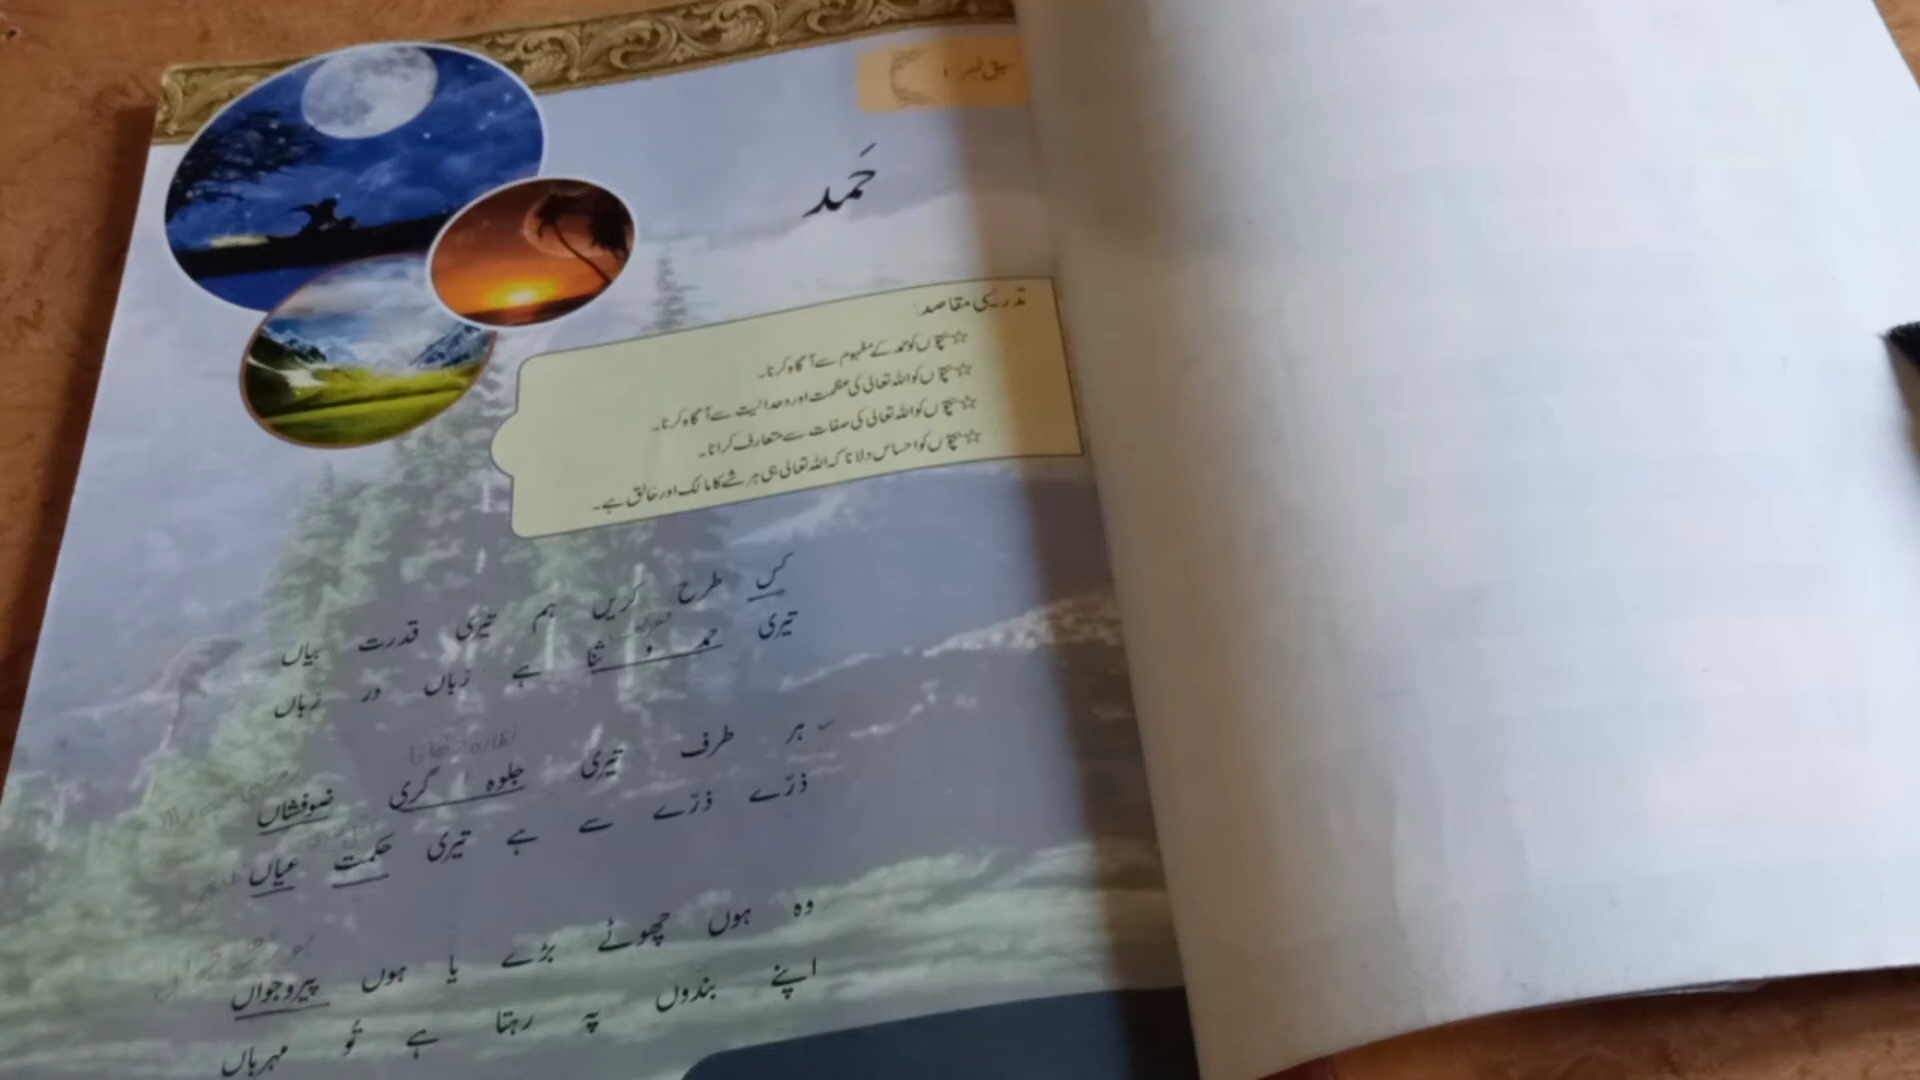 سبق نمبر ۱
حَمد
تدریسی مقاصد:
☆ بچّوں کو حمد کے مفہوم سے آگاہ کرنا۔
☆ بچّوں کو اللہ تعالیٰ کی عظمت اور وحدانیت سے آگاہ کرنا۔
☆ بچّوں کو اللہ تعالیٰ کی صفات سے متعارف کرانا۔
☆ بچّوں کو احساس دلانا کہ اللہ تعالیٰ ہی ہر شے کا مالک اور خالق ہے۔
کس طرح کریں ہم تیری قدرت بیاں
تیری حمد و ثنا ہے زباں در زباں
ہر طرف تیری جلوہ گری ضوفشاں
ذرّے ذرّے سے ہے تیری حکمت عیاں
وہ ہوں چھوٹے بڑے یا ہوں پیروجواں
اپنے بندوں پہ رہتا ہے تُو مہرباں